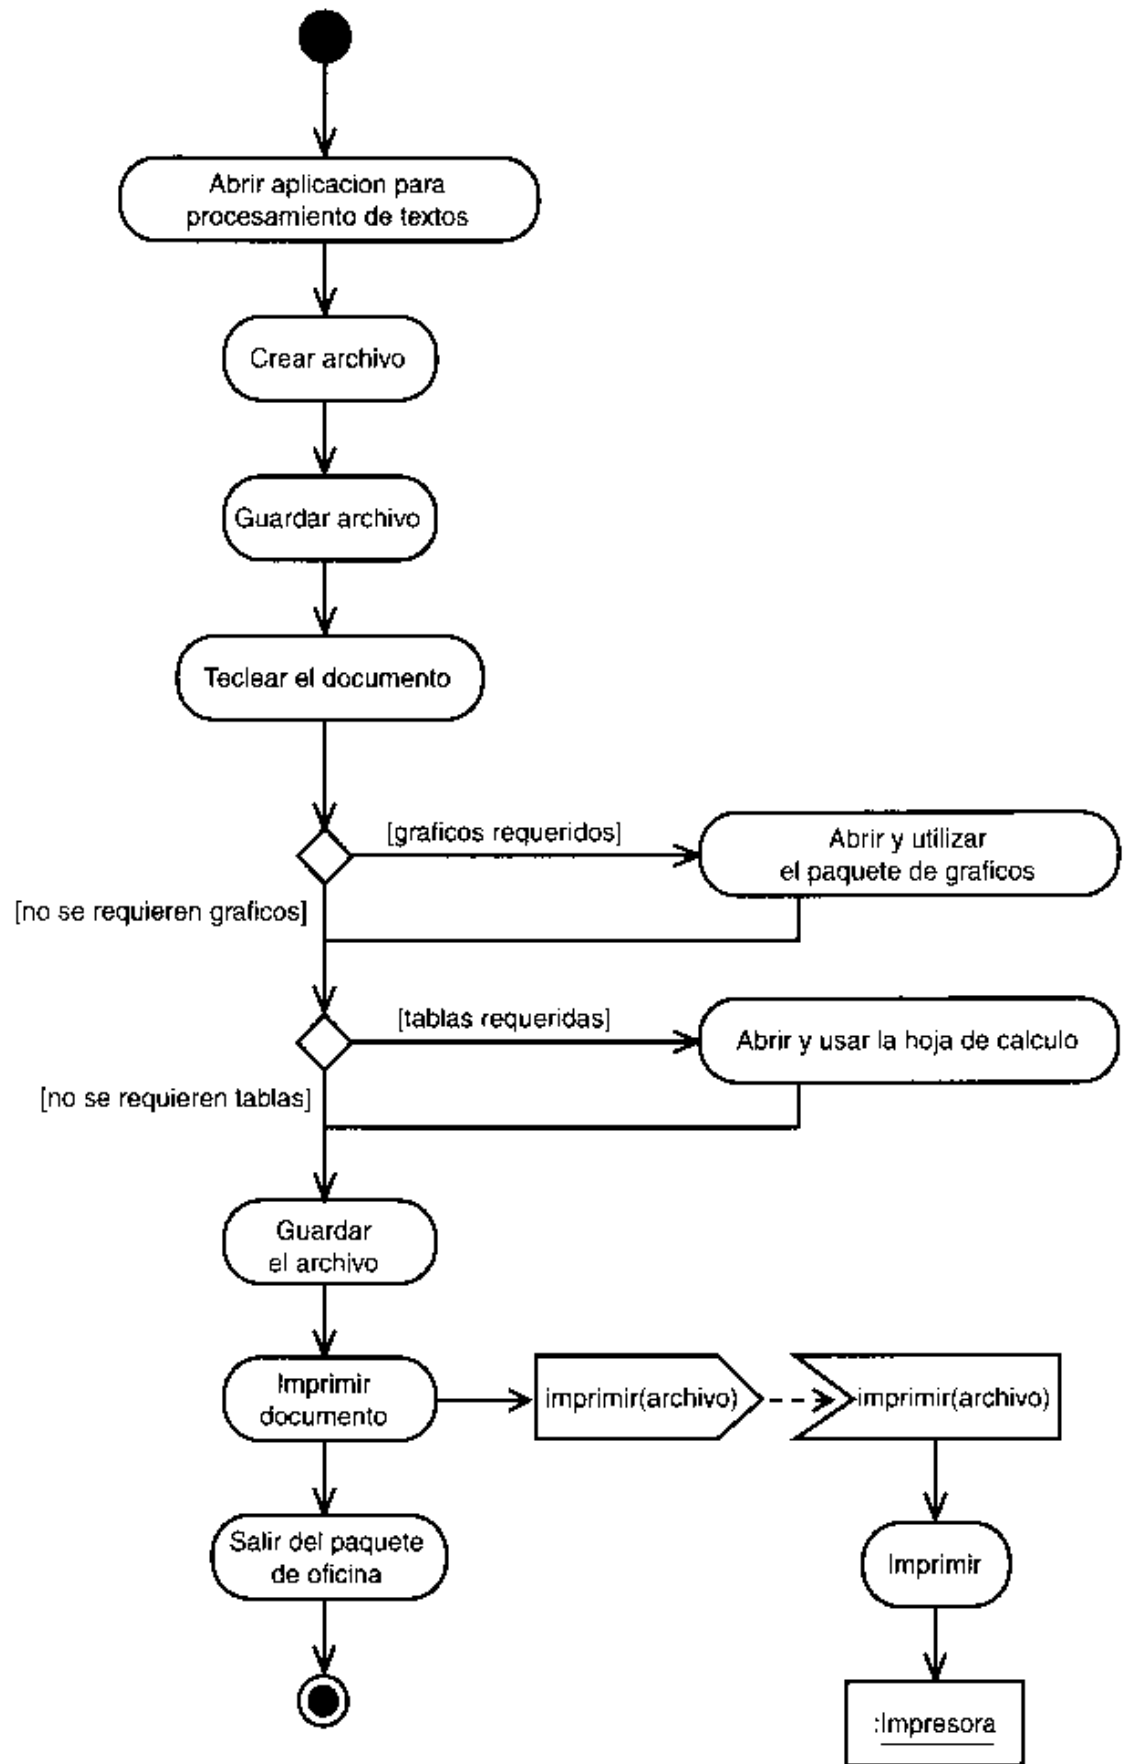 Abrir aplicacion para
procesamiento de textos
Crear archivo
Guardar archivo
Teclear el documento
[graficos requeridos]
Abrir y utilizar
el paquete de graficos
[no se requieren graficos]
[tablas requeridas]
Abrir y usar la hoja de calculo
[no se requieren tablas]
Guardar
el archivo
Imprimir
documento
imprimir(archivo)
imprimir(archivo)
Salir del paquete
de oficina
Imprimir
:Impresora